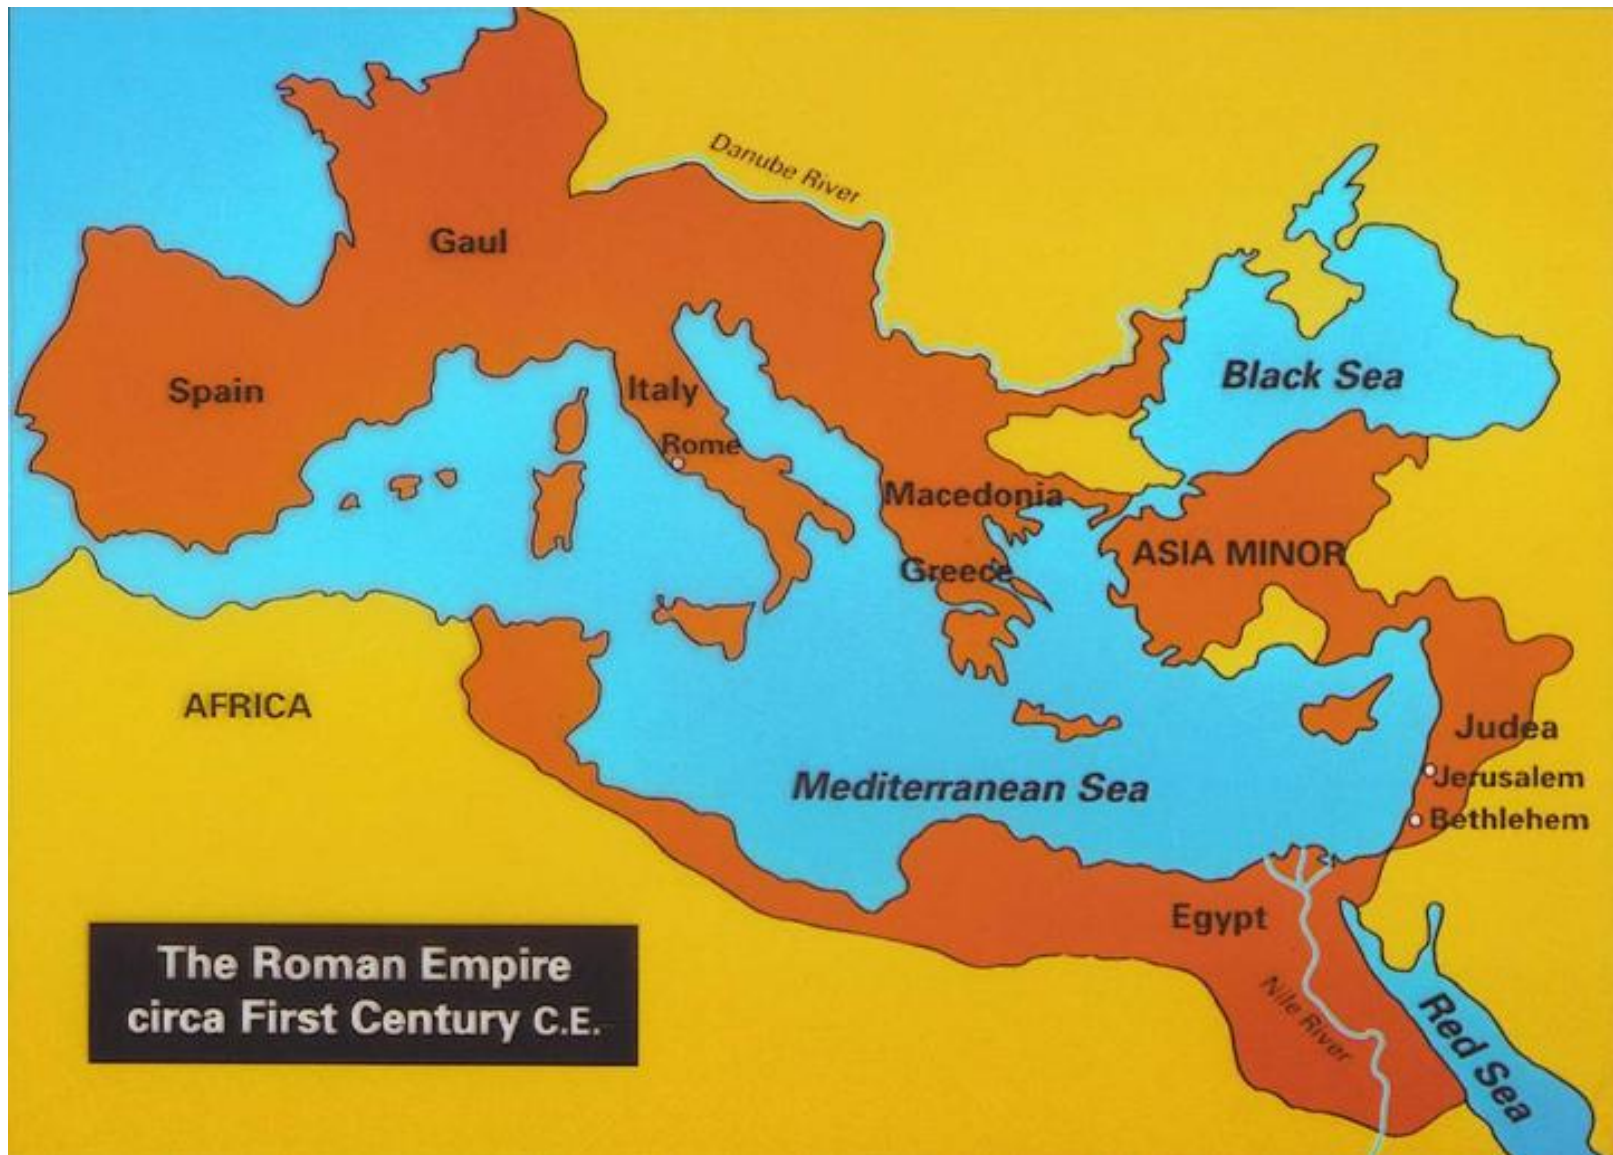 Danube River
Gaul
Spain
Italy
Rome
Black Sea
Macedonia
Greece
ASIA MINOR
AFRICA
Judea
Jerusalem
Bethlehem
Mediterranean Sea
Egypt
Nile River
Red Sea
The Roman Empire
circa First Century C.E.